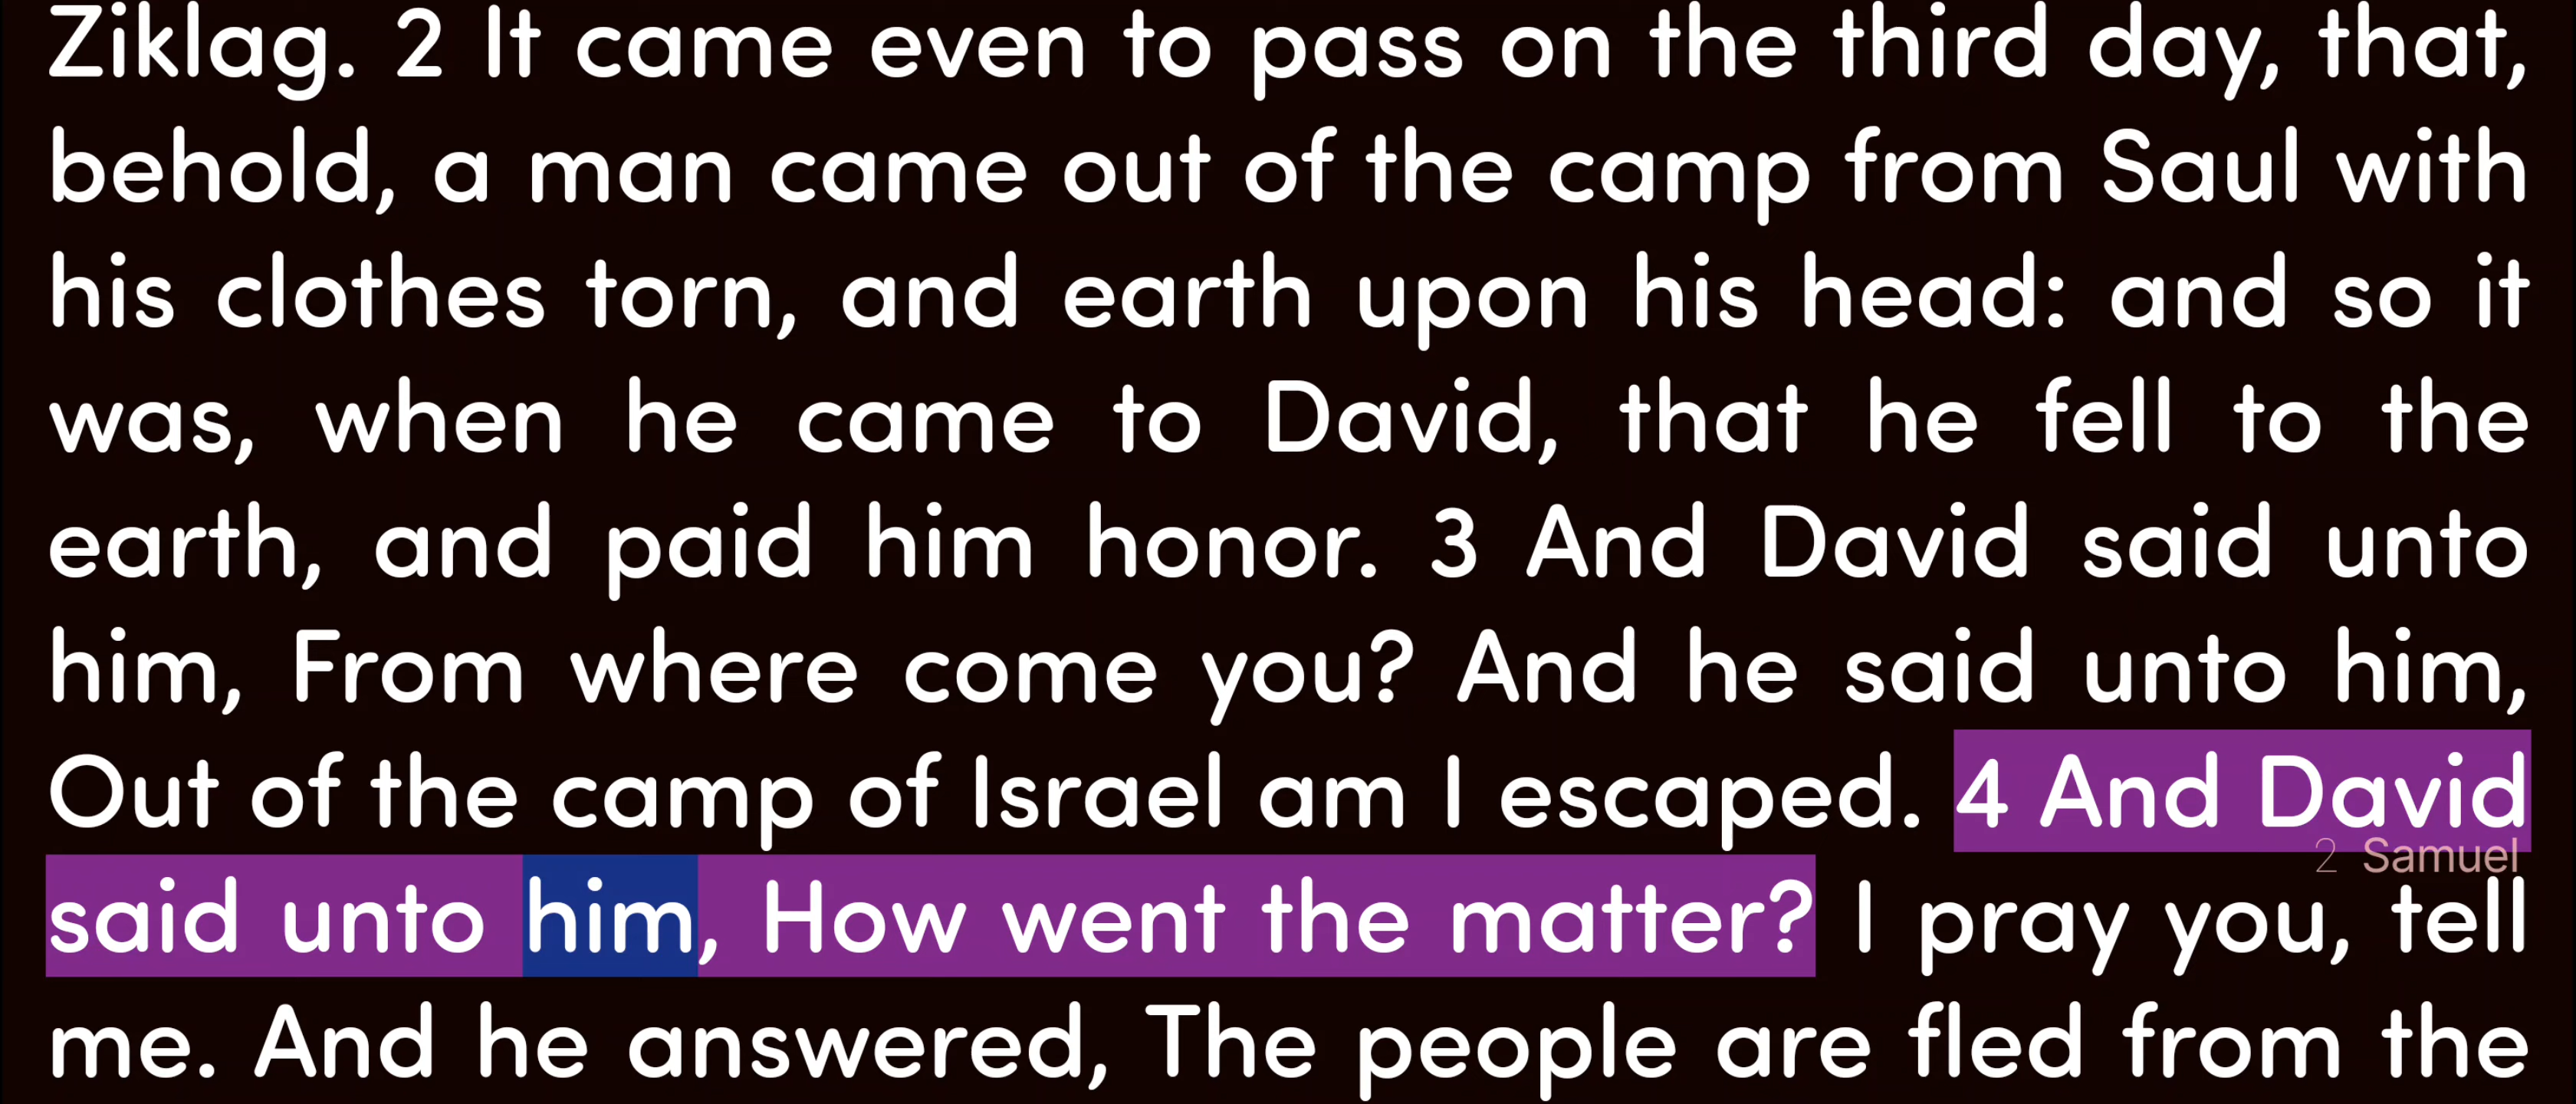 Ziklag. 2 It came even to pass on the third day, that,
behold, a man came out of the camp from Saul with
his clothes torn, and earth upon his head: and so it
was, when he came to David, that he fell to the
earth, and paid him honor. 3 And David said unto
him, From where come you? And he said unto him,
Out of the camp of Israel am I escaped. 4 And David
2 Samuel
said unto him, How went the matter? I pray you, tell
me. And he answered, The people are fled from the